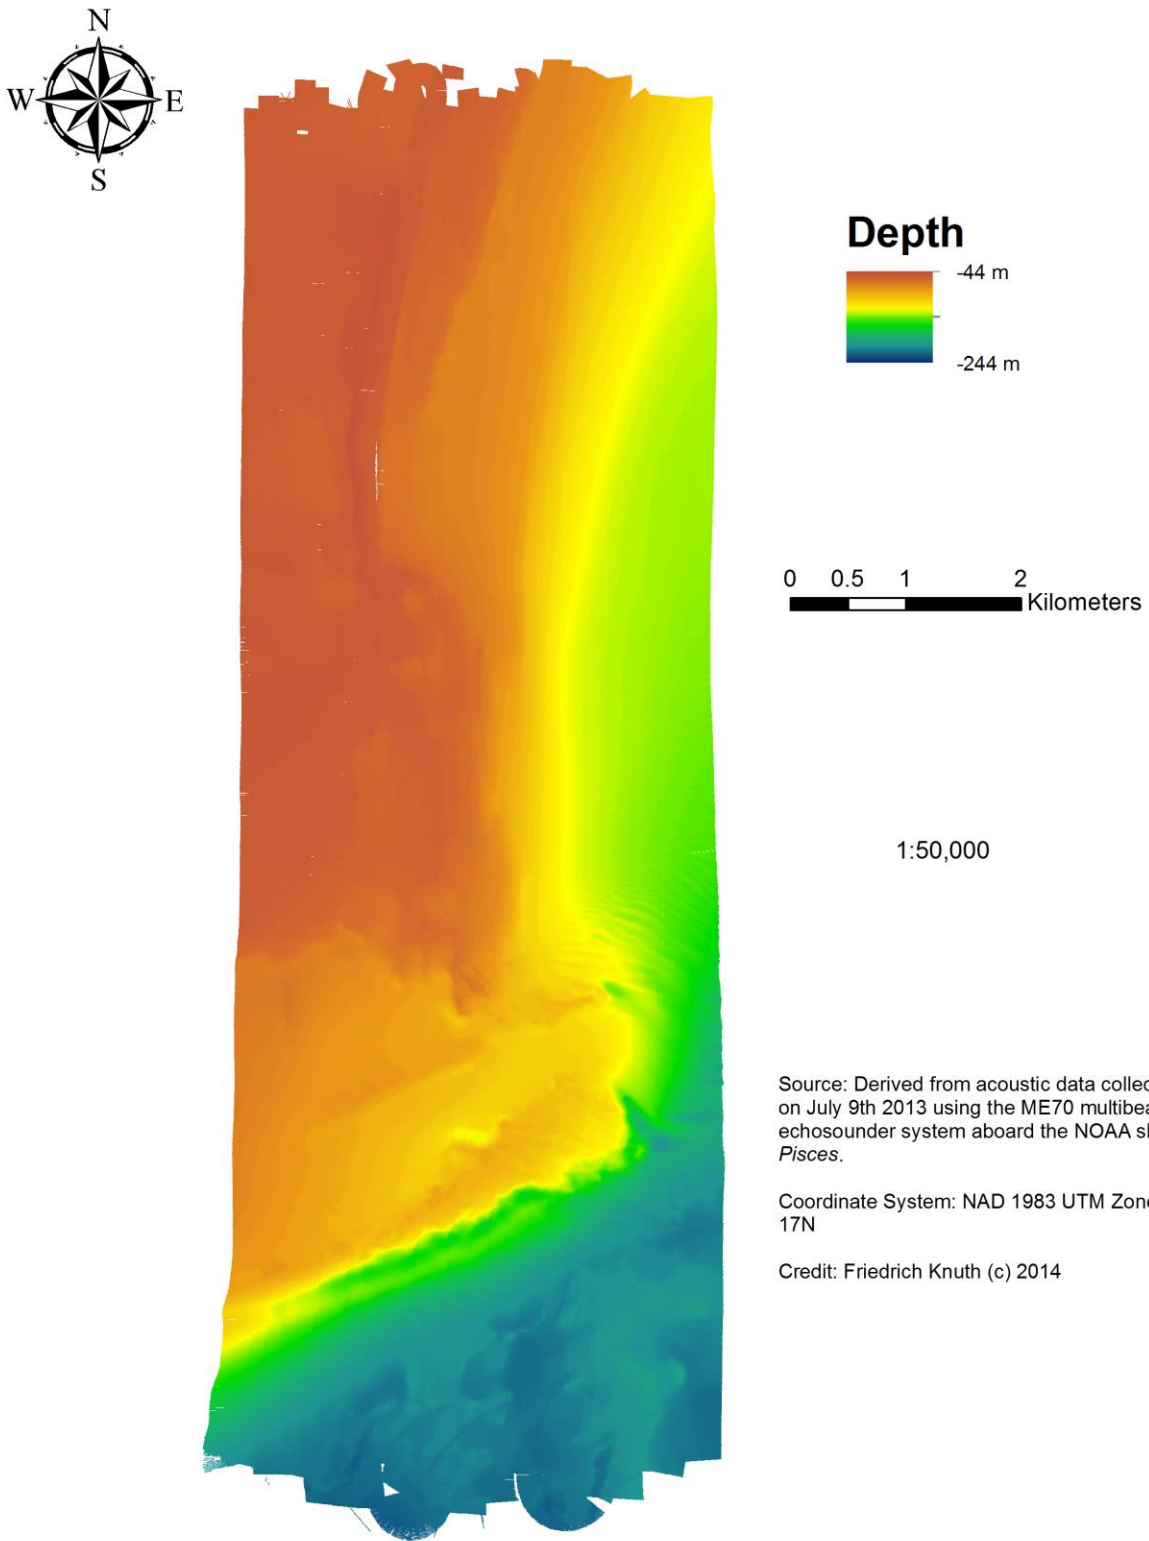 N
W E
S
Depth
-44 m
-244 m
0 0.5 1 2
Kilometers
1:50,000
Source: Derived from acoustic data collec
on July 9th 2013 using the ME70 multibea
echosounder system aboard the NOAA s
Pisces.
Coordinate System: NAD 1983 UTM Zone
17N
Credit: Friedrich Knuth (c) 2014